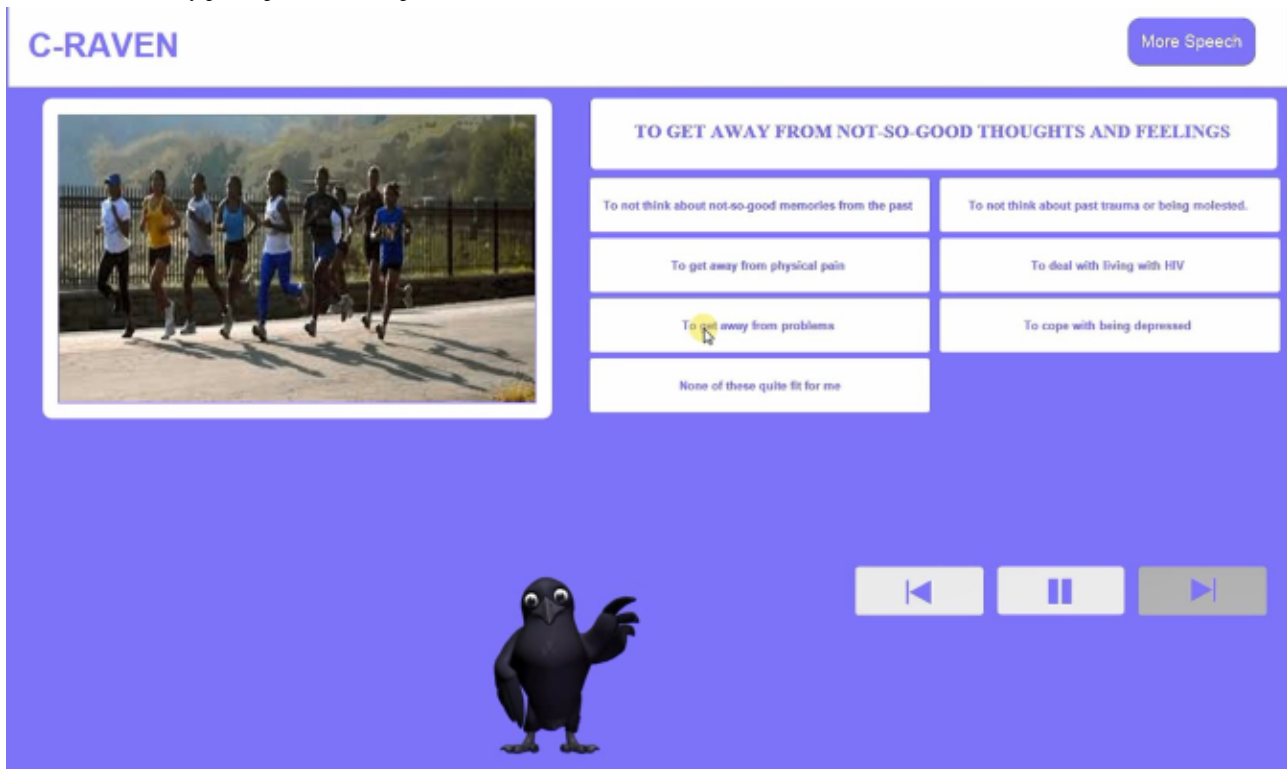 C-RAVEN
More Speech
TO GET AWAY FROM NOT-SO-GOOD THOUGHTS AND FEELINGS
To not think about not-so-good memories from the past
To not think about past trauma or being molested.
To get away from physical pain
To deal with living with HIV
To get away from problems
To cope with being depressed
None of these quite fit for me